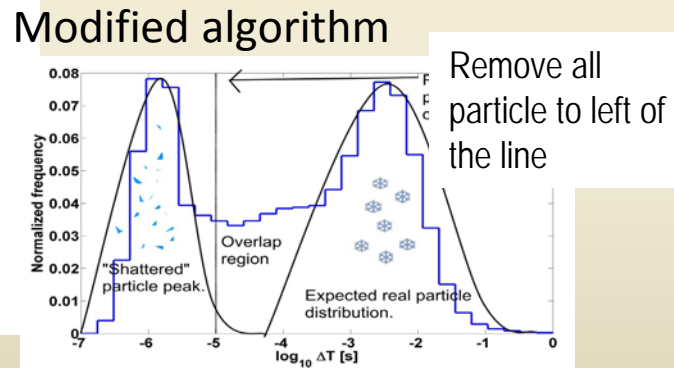 Modified algorithm
Remove all
particle to left of
the line
0.08
0.07
0.06
0.05
0.04
0.03
0.02
0.01
0
Normalized frequency
"Shattered"
particle peak.
Overlap
region
Expected real particle
distribution.
-7
-6
-5
-4
-3
-2
-1
0
log10 ΔT [s]